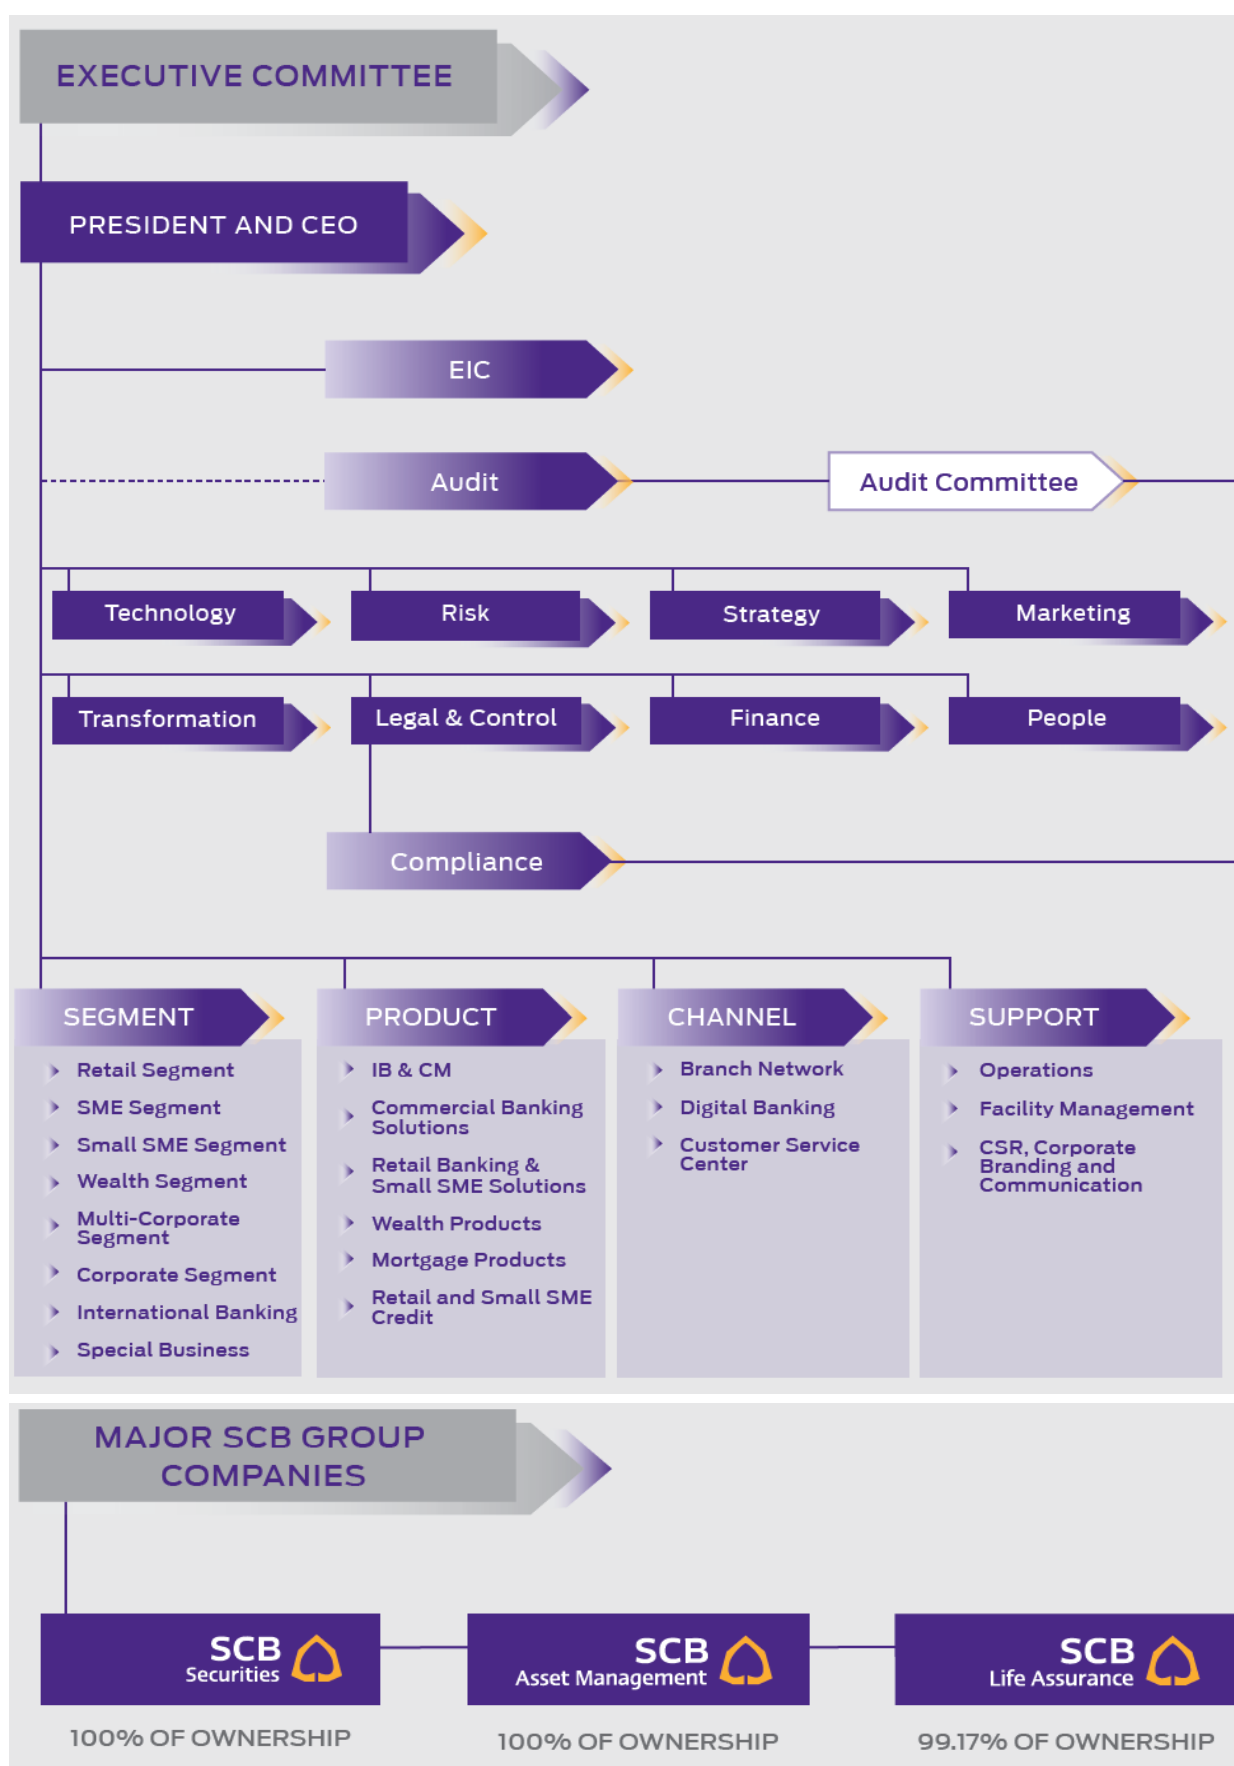 EXECUTIVE COMMITTEE
PRESIDENT AND CEO
EIC
Audit
Audit Committee
Technology
Risk
Strategy
Marketing
Transformation
Legal & Control
Finance
People
Compliance
SEGMENT
Retail Segment
SME Segment
Small SME Segment
Wealth Segment
Multi-Corporate
Segment
Corporate Segment
International Banking
Special Business
PRODUCT
IB & CM
Commercial Banking
Solutions
Retail Banking &
Small SME Solutions
Wealth Products
Mortgage Products
Retail and Small SME
Credit
CHANNEL
Branch Network
Digital Banking
Customer Service
Center
SUPPORT
Operations
Facility Management
CSR, Corporate
Branding and
Communication
MAJOR SCB GROUP
COMPANIES
SCB
Securities
100% OF OWNERSHIP
SCB
Asset Management
100% OF OWNERSHIP
SCB
Life Assurance
99.17% OF OWNERSHIP